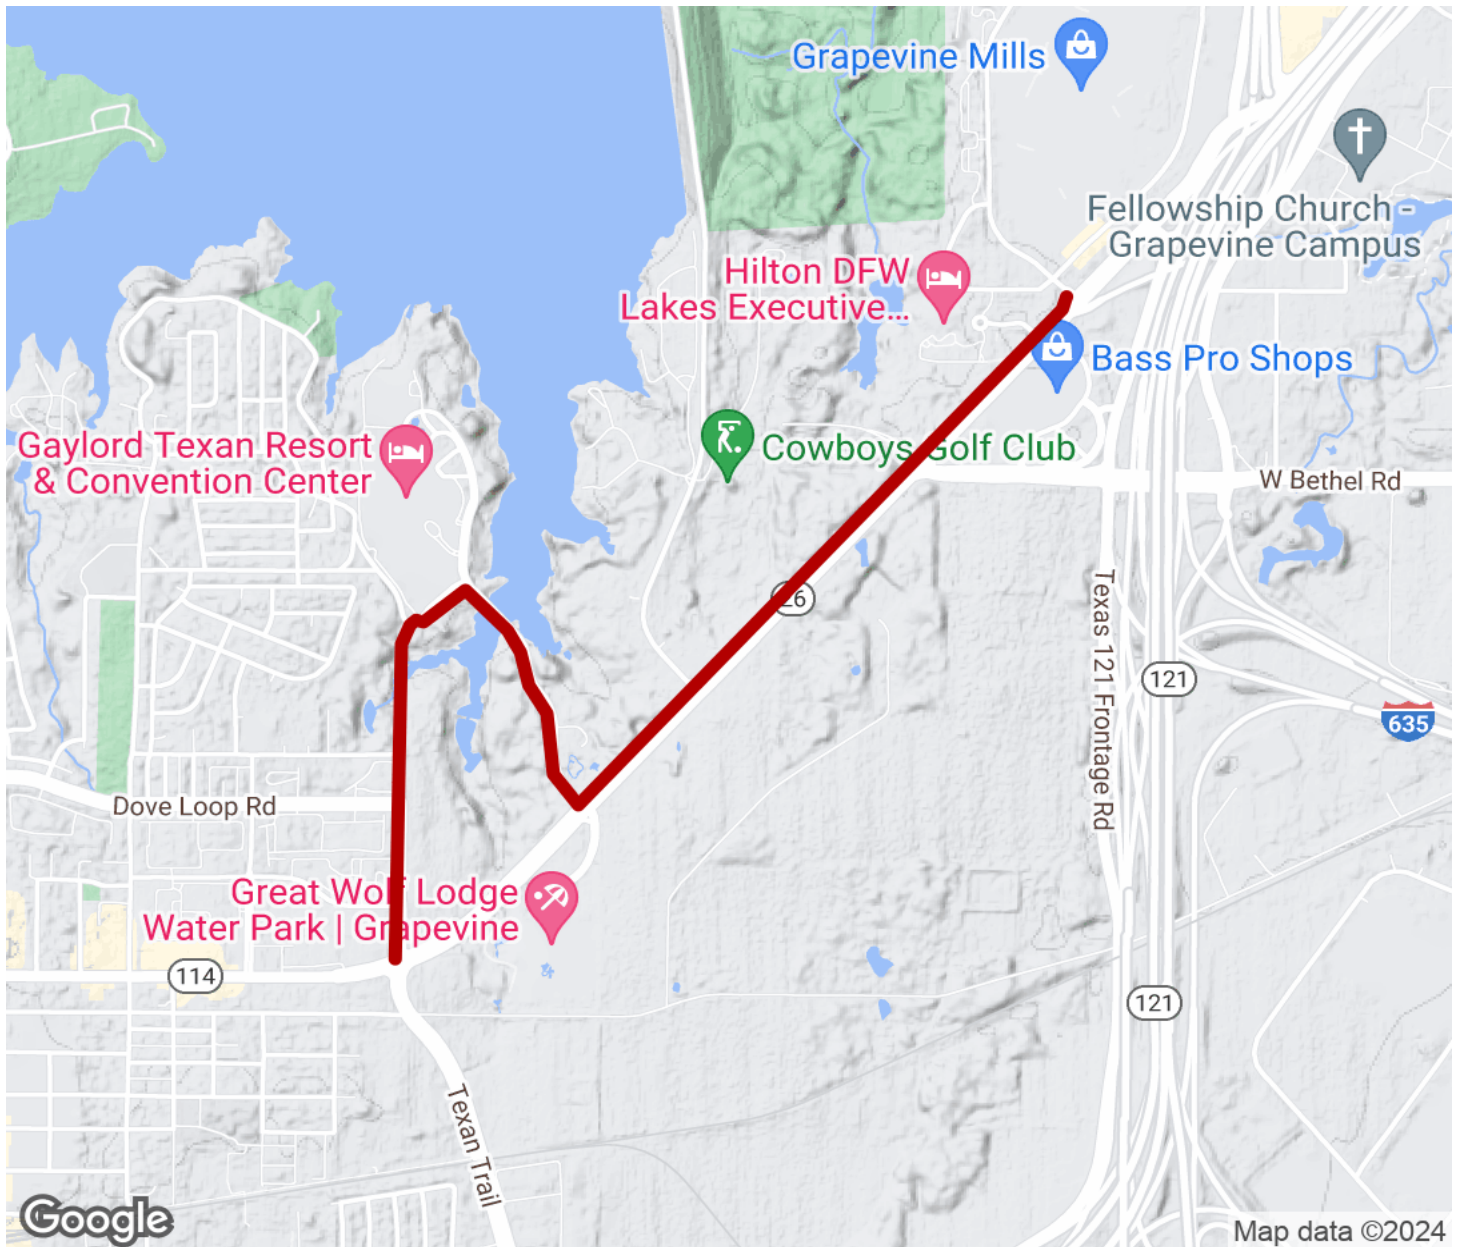 Grapevine Mills
Fellowship Church -
Grapevine Campus
Hilton DFW
Lakes Executive...
Bass Pro Shops
Gaylord Texan Resort
& Convention Center
Cowboys Golf Club
W Bethel Rd
26
Texas 121 Frontage Rd
121
635
Dove Loop Rd
Great Wolf Lodge
Water Park | Grapevine
114
121
Texan Trail
Google
Map data ©2024